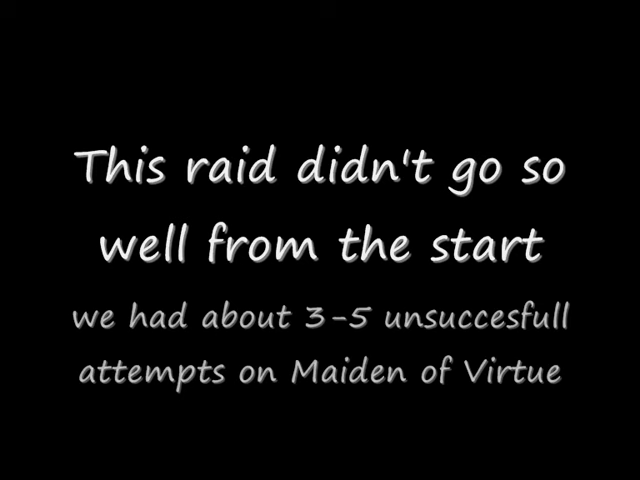 This raid didn't go so
well from the start
we had about 3-5 unsuccesfull
attempts on Maiden of Virtue